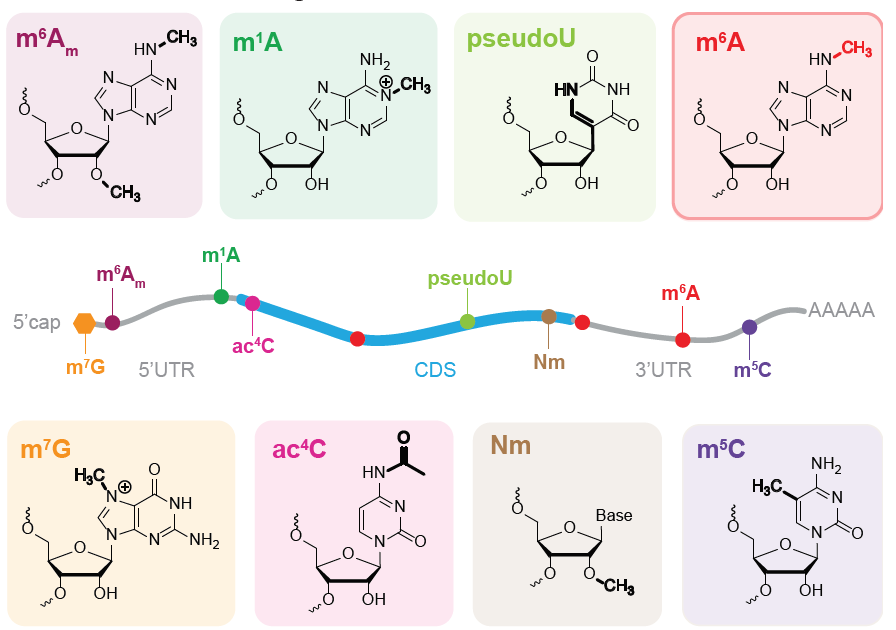 m⁶Aₘ
HN
CH₃
N
N
N
N
O
O
O
O
CH₃
m¹A
NH₂
N
N
⊕
CH₃
N
N
O
O
O
OH
pseudoU
O
HN
NH
O
O
O
O
OH
m⁶A
HN
CH₃
N
N
N
N
O
O
O
OH
m¹A
m⁶Aₘ
pseudoU
m⁶A
5'cap
AAAAA
ac⁴C
m⁷G
5'UTR
CDS
Nm
3'UTR
m⁵C
m⁷G
H₃C
⊕
O
N
NH
N
N
NH₂
O
O
O
OH
ac⁴C
O
HN
N
N
O
O
O
O
OH
Nm
Base
O
O
O
O
CH₃
m⁵C
NH₂
H₃C
N
N
O
O
O
O
OH